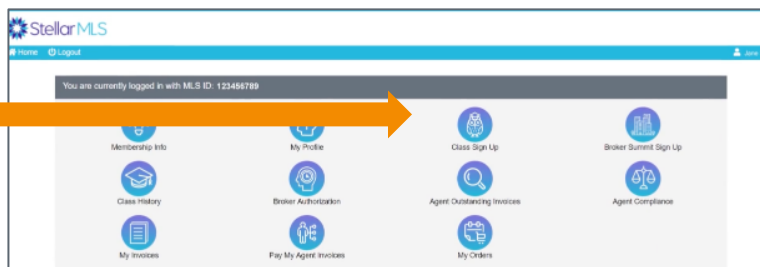 Stellar MLS
Home Logout Jane
You are currently logged in with MLS ID: 123456789
Membership Info My Profile Class Sign Up Broker Summit Sign Up
Class History Broker Authorization Agent Outstanding Invoices Agent Compliance
My Invoices Pay My Agent Invoices My Orders